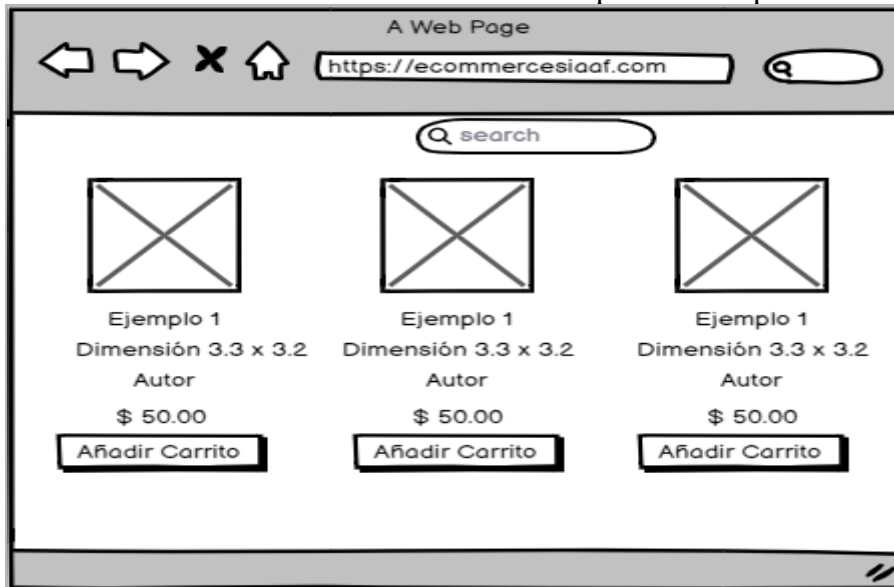 A Web Page
https://ecommercesiaaf.com
search
Ejemplo 1 Ejemplo 1 Ejemplo 1
Dimensión 3.3 x 3.2 Dimensión 3.3 x 3.2 Dimensión 3.3 x 3.2
Autor Autor Autor
$ 50.00 $ 50.00 $ 50.00
Añadir Carrito Añadir Carrito Añadir Carrito